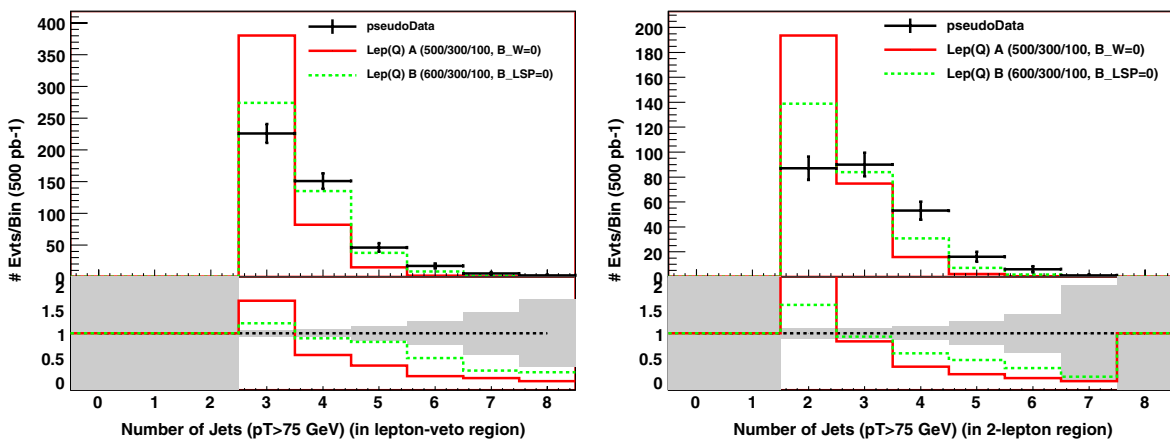 400
350
300
250
200
150
100
50
0
# Evts/Bin (500 pb-1)
pseudoData
Lep(Q) A (500/300/100, B_W=0)
Lep(Q) B (600/300/100, B_LSP=0)
2
1.5
1
0.5
0
0 1 2 3 4 5 6 7 8
Number of Jets (pT>75 GeV) (in lepton-veto region)
200
180
160
140
120
100
80
60
40
20
0
# Evts/Bin (500 pb-1)
pseudoData
Lep(Q) A (500/300/100, B_W=0)
Lep(Q) B (600/300/100, B_LSP=0)
2
1.5
1
0.5
0
0 1 2 3 4 5 6 7 8
Number of Jets (pT>75 GeV) (in 2-lepton region)